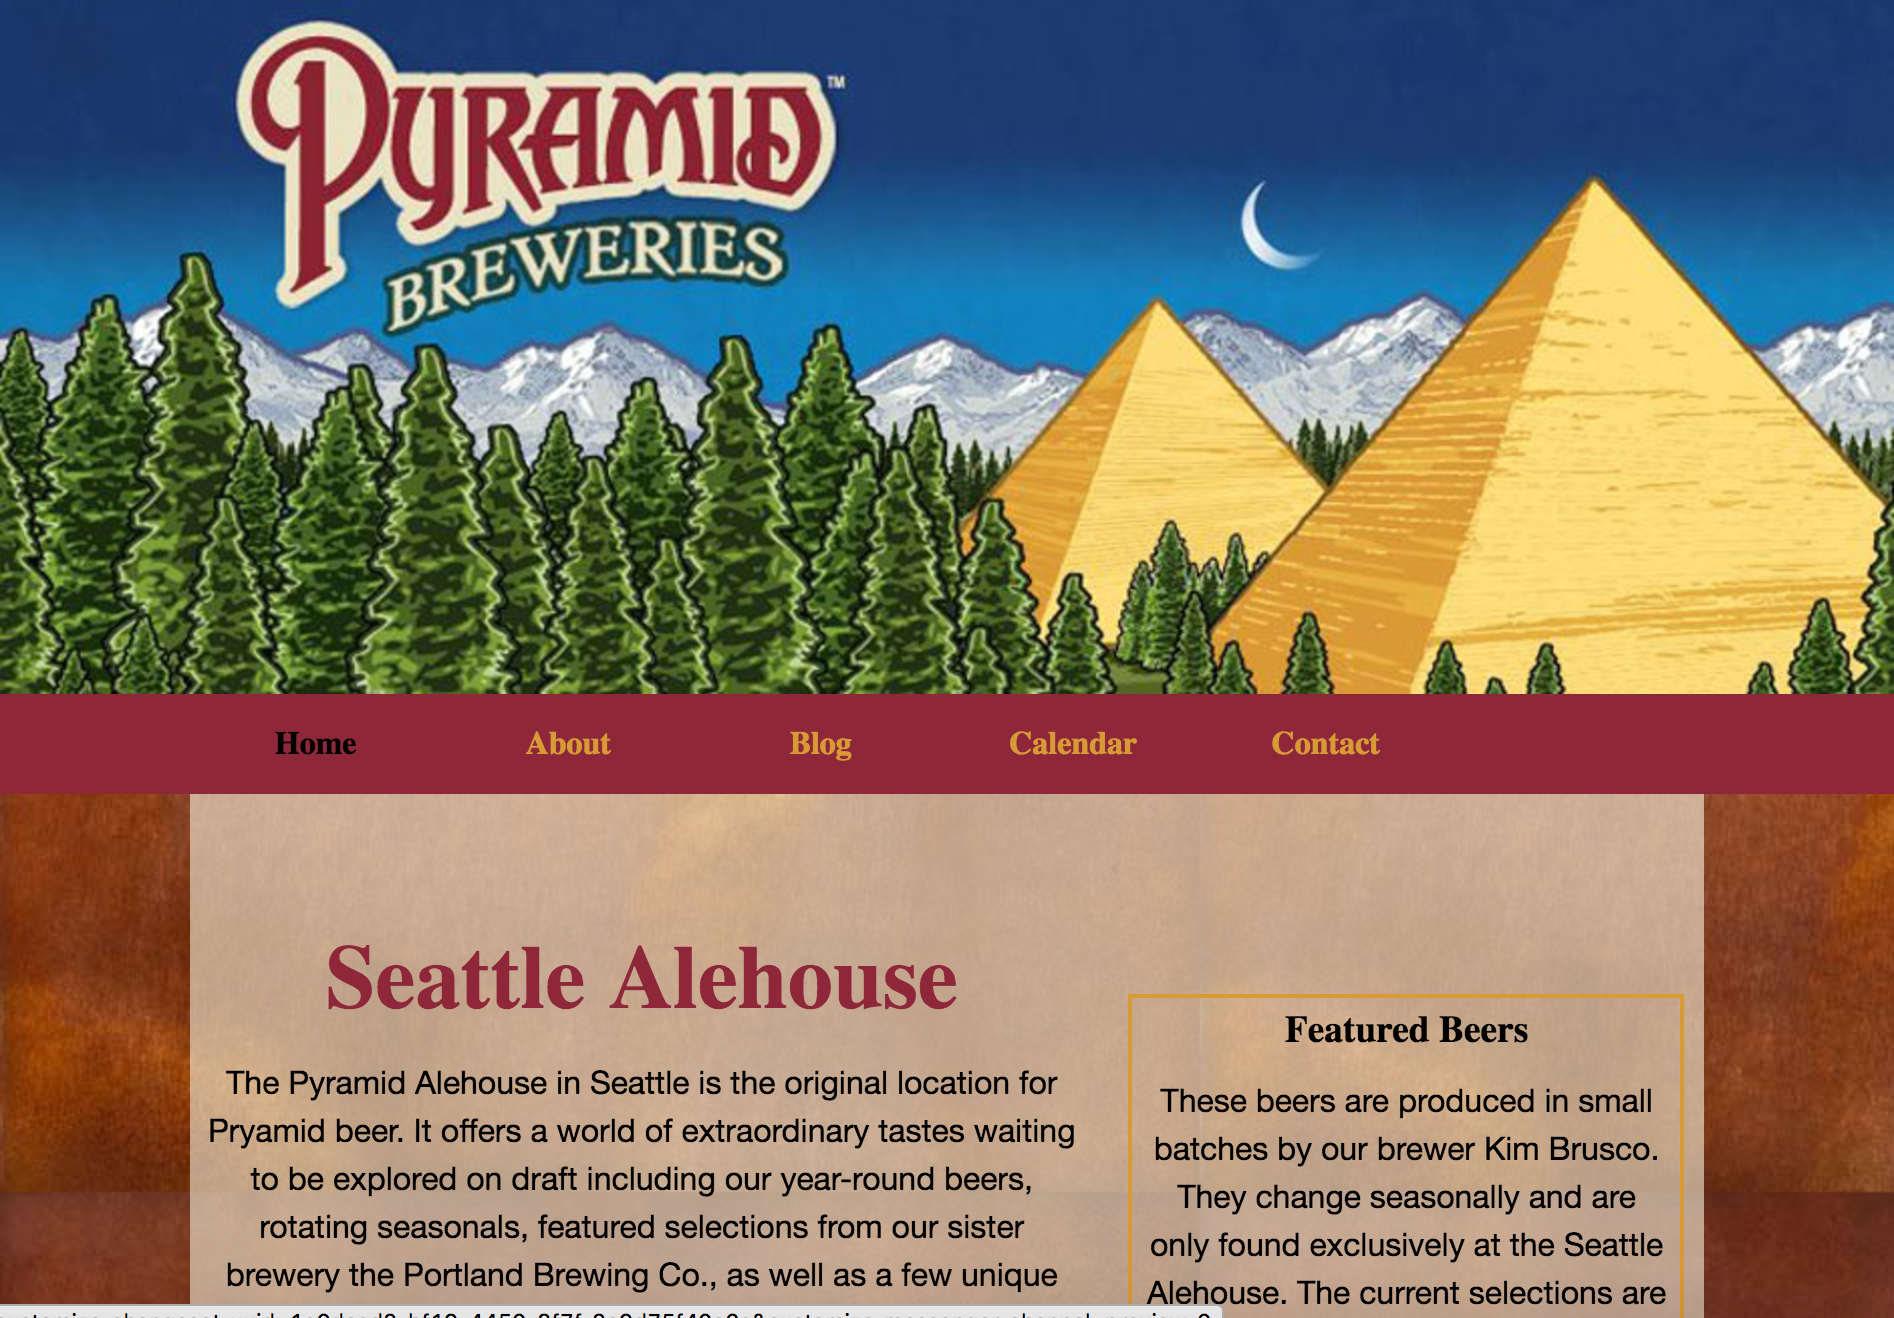 PYRAMID™
BREWERIES
Home About Blog Calendar Contact
Seattle Alehouse
The Pyramid Alehouse in Seattle is the original location for
Pryamid beer. It offers a world of extraordinary tastes waiting
to be explored on draft including our year-round beers,
rotating seasonals, featured selections from our sister
brewery the Portland Brewing Co., as well as a few unique
Featured Beers
These beers are produced in small
batches by our brewer Kim Brusco.
They change seasonally and are
only found exclusively at the Seattle
Alehouse. The current selections are